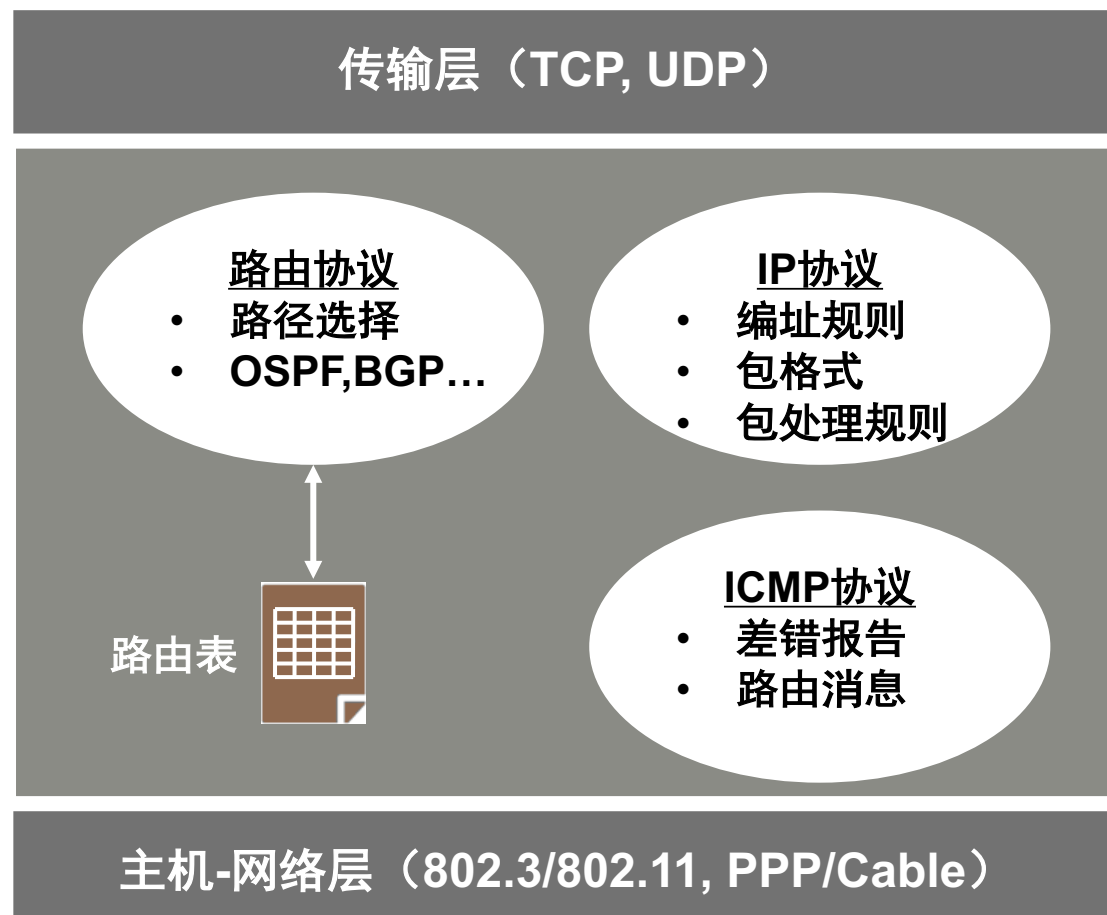 传输层（TCP, UDP）
路由协议
• 路径选择
• OSPF,BGP…
IP协议
• 编址规则
• 包格式
• 包处理规则
ICMP协议
• 差错报告
• 路由消息
路由表
主机-网络层（802.3/802.11, PPP/Cable）